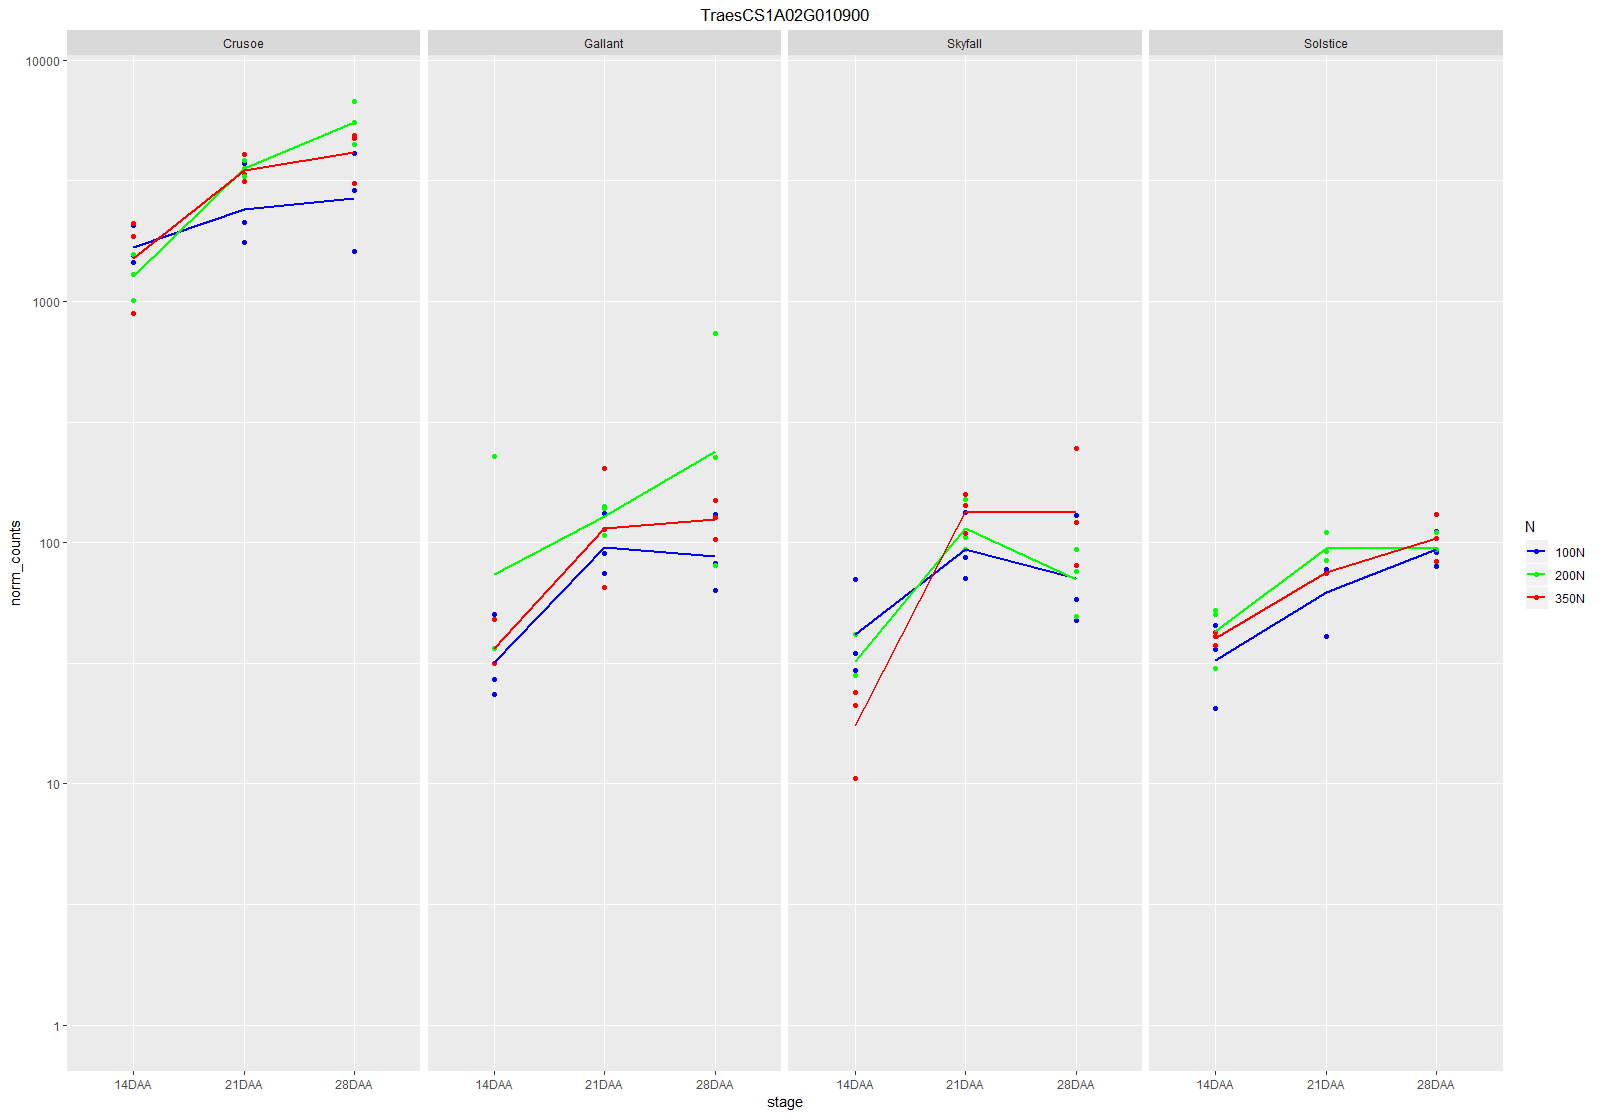 TraesCS1A02G010900
Crusoe
Gallant
Skyfall
Solstice
norm_counts
10000
1000
100
10
1
14DAA 21DAA 28DAA
14DAA 21DAA 28DAA
14DAA 21DAA 28DAA
14DAA 21DAA 28DAA
stage
N
100N
200N
350N